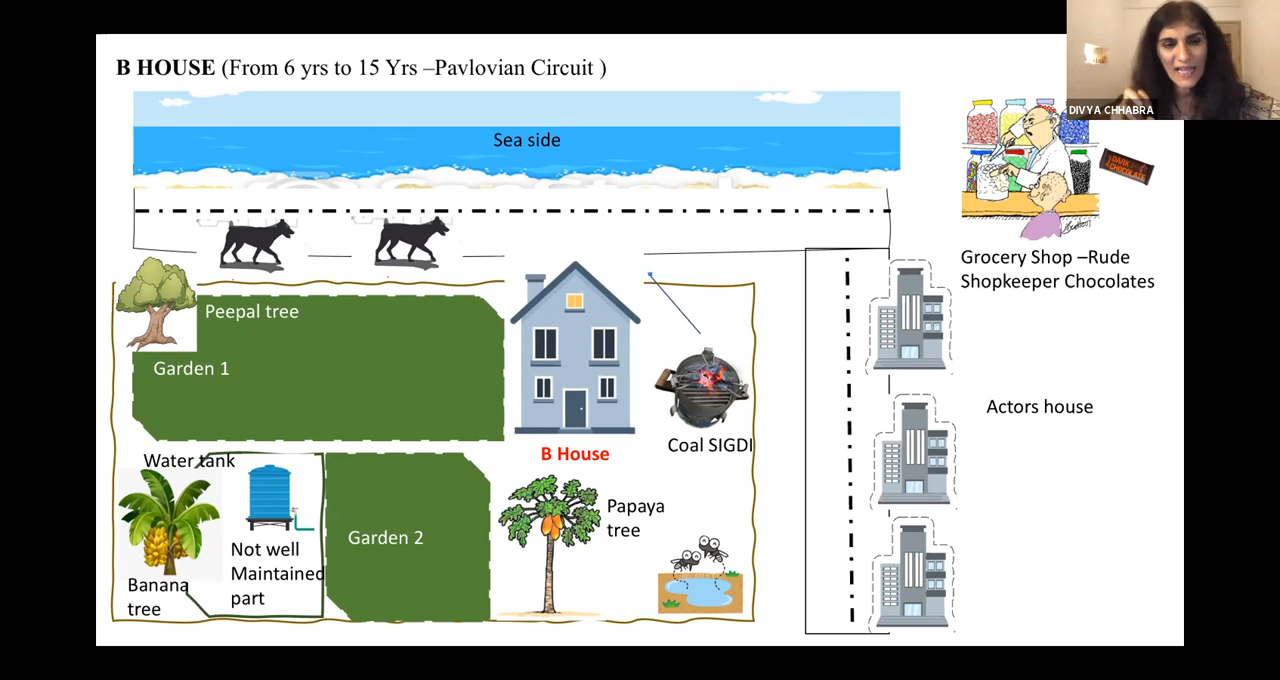 B HOUSE (From 6 yrs to 15 Yrs –Pavlovian Circuit )
DIVYA CHHABRA
Sea side
DARK
CHOCOLATE
Grocery Shop –Rude
Shopkeeper Chocolates
Peepal tree
Garden 1
Coal SIGDI
B House
Actors house
Water tank
Papaya
tree
Garden 2
Not well
Maintained
part
Banana
tree